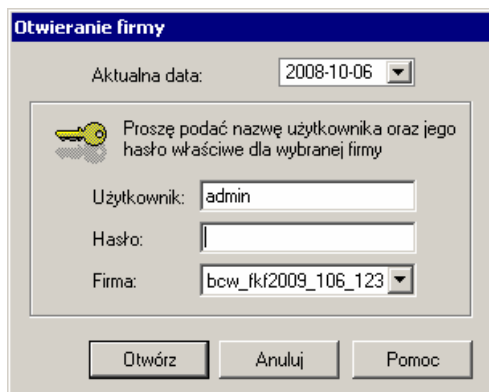 Otwieranie firmy
Aktualna data: 2008-10-06
Proszę podać nazwę użytkownika oraz jego
hasło właściwe dla wybranej firmy
Użytkownik: admin
Hasło:
Firma: bcw_fkf2009_106_123
Otwórz Anuluj Pomoc